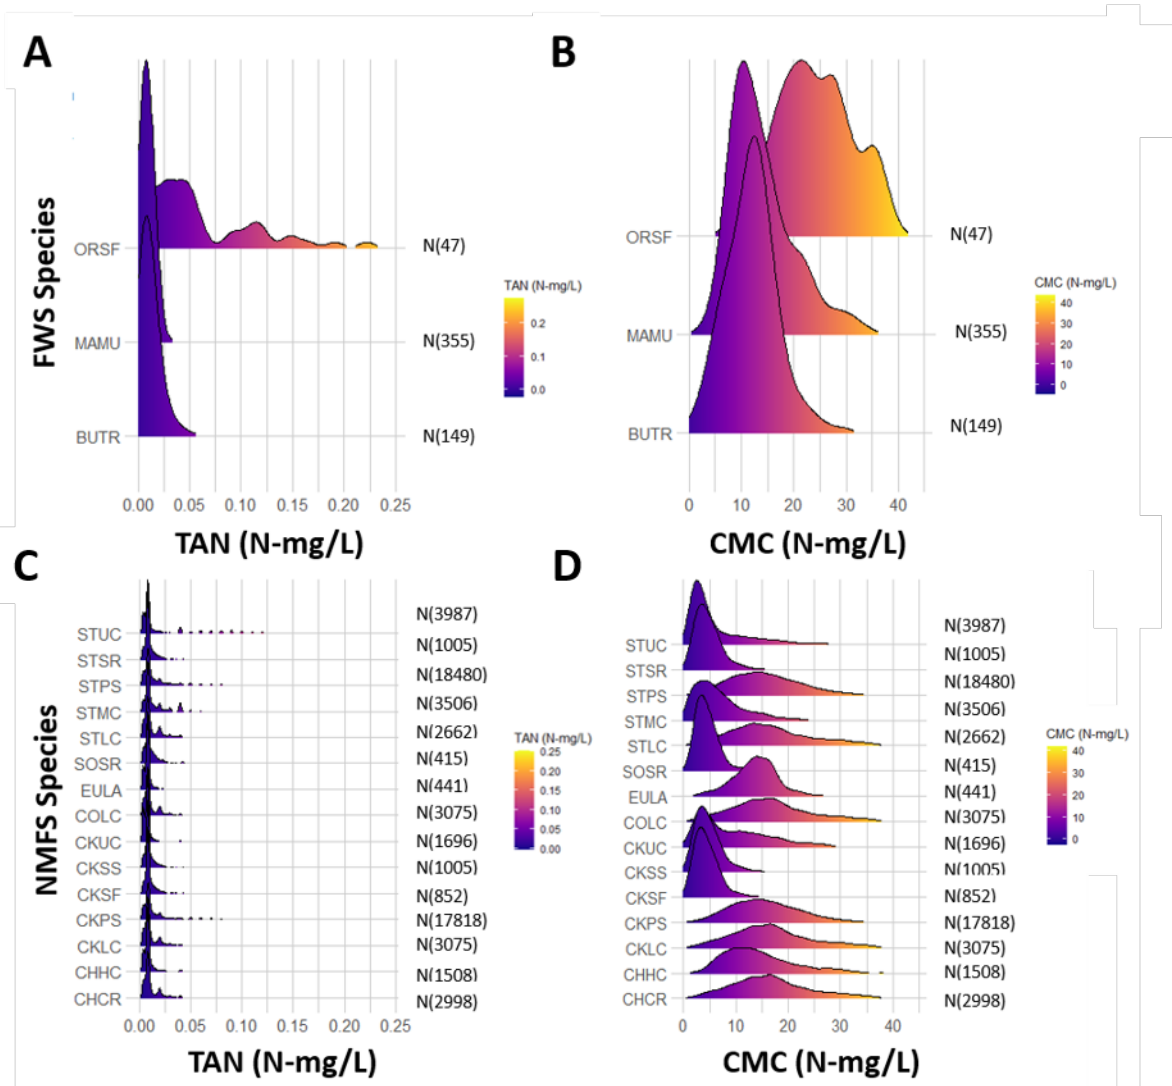 A
FWS Species
ORSF
MAMU
BUTR
N(47)
N(355)
N(149)
TAN (N-mg/L)
0.2
0.1
0.0
0.00 0.05 0.10 0.15 0.20 0.25
TAN (N-mg/L)
B
ORSF
MAMU
BUTR
N(47)
N(355)
N(149)
CMC (N-mg/L)
40
30
20
10
0
0 10 20 30 40
CMC (N-mg/L)
C
NMFS Species
STUC
STSR
STPS
STMC
STLC
SOSR
EULA
COLC
CKUC
CKSS
CKSF
CKPS
CKLC
CHHC
CHCR
N(3987)
N(1005)
N(18480)
N(3506)
N(2662)
N(415)
N(441)
N(3075)
N(1696)
N(1005)
N(852)
N(17818)
N(3075)
N(1508)
N(2998)
TAN (N-mg/L)
0.25
0.20
0.15
0.10
0.05
0.00
0.00 0.05 0.10 0.15 0.20 0.25
TAN (N-mg/L)
D
STUC
STSR
STPS
STMC
STLC
SOSR
EULA
COLC
CKUC
CKSS
CKSF
CKPS
CKLC
CHHC
CHCR
N(3987)
N(1005)
N(18480)
N(3506)
N(2662)
N(415)
N(441)
N(3075)
N(1696)
N(1005)
N(852)
N(17818)
N(3075)
N(1508)
N(2998)
CMC (N-mg/L)
40
30
20
10
0
0 10 20 30 40
CMC (N-mg/L)